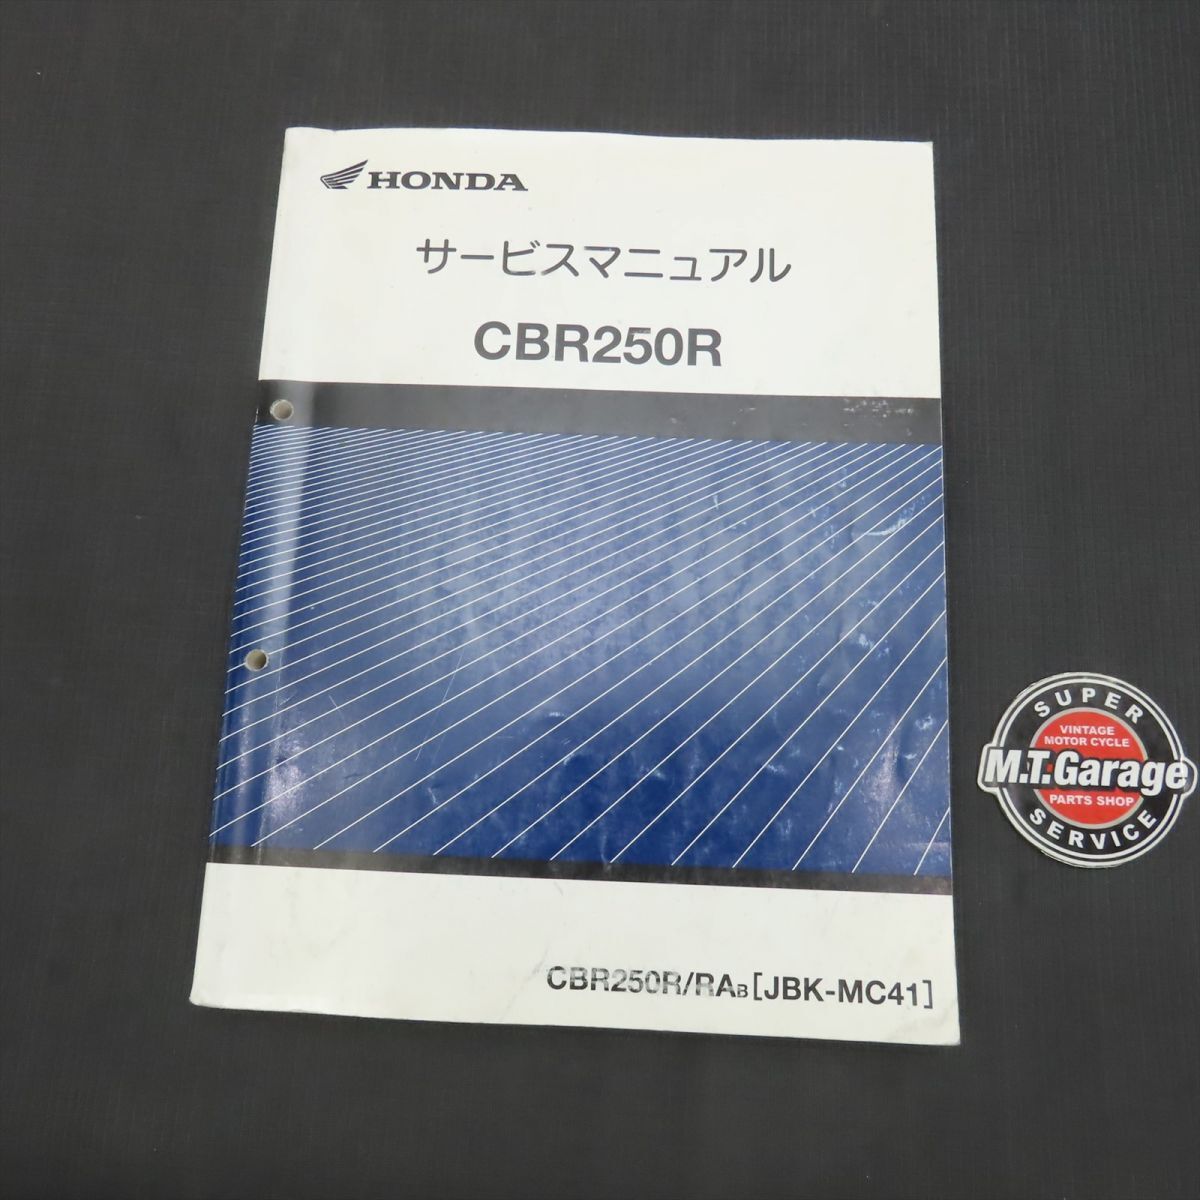 HONDA
サービスマニュアル
CBR250R
CBR250R/RAB[JBK-MC41]
SUPER
VINTAGE
MOTOR CYCLE
M.T.Garage
PARTS SHOP
SERVICE